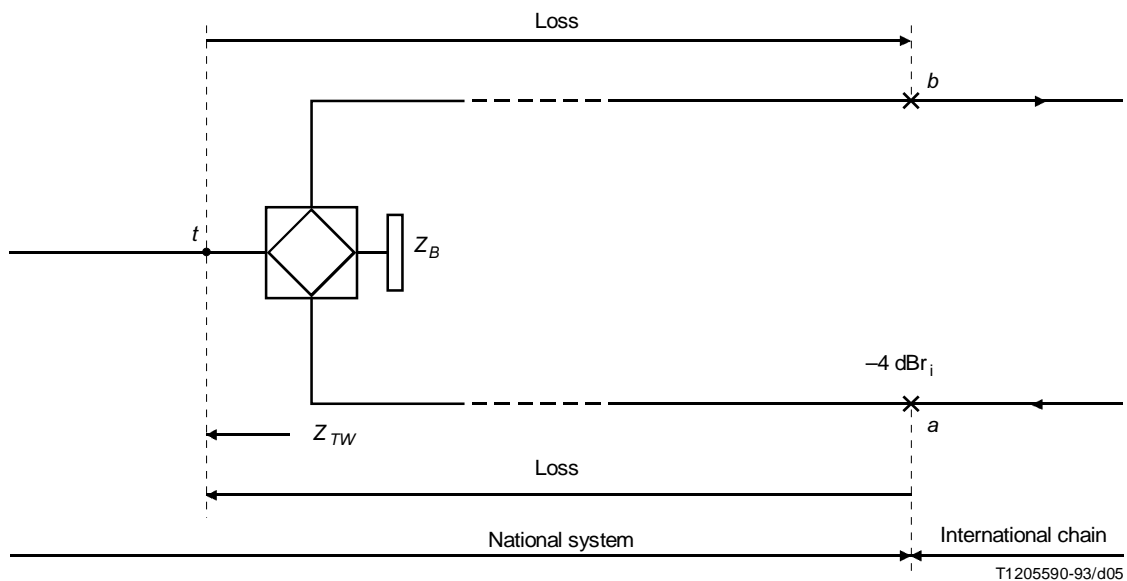 Loss
b
t
Z_B
–4 dBr_i
a
Z_TW
Loss
National system
International chain
T1205590-93/d05